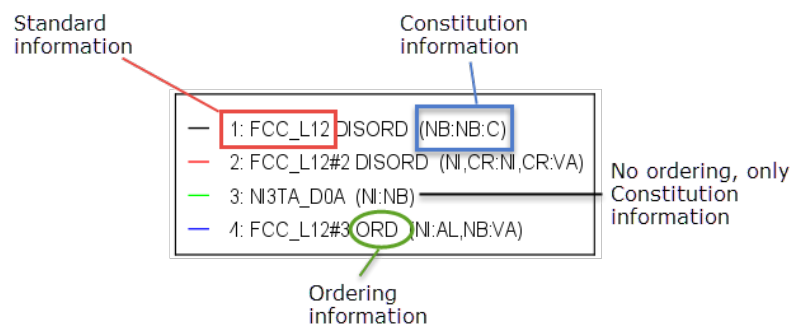 Standard
information
Constitution
information
1: FCC_L12 DISORD (NB:NB:C)
2: FCC_L12#2 DISORD (NI,CR:NI,CR:VA)
3: NI3TA_D0A (NI:NB)
4: FCC_L12#3 ORD (NI:AL,NB:VA)
No ordering, only
Constitution
information
Ordering
information